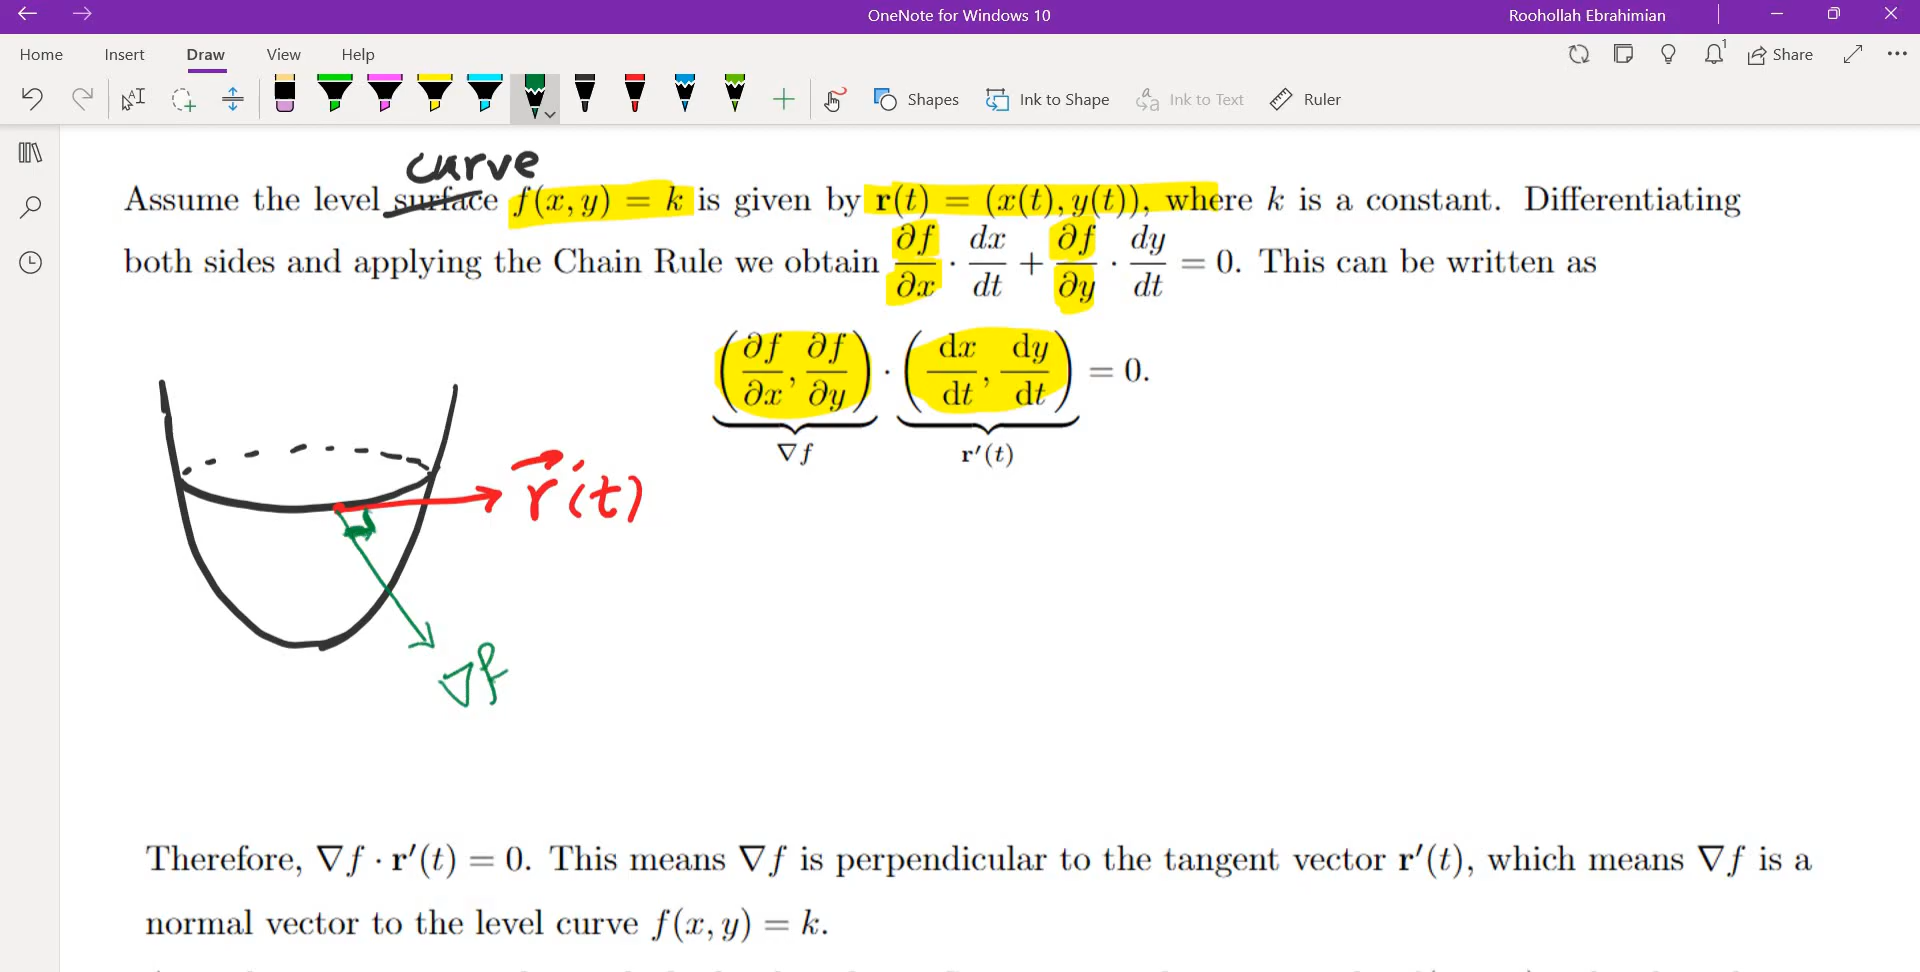 OneNote for Windows 10
Roohollah Ebrahimian
Home Insert Draw View Help
1
Share
Shapes Ink to Shape Ink to Text Ruler
curve
Assume the level surface f(x, y) = k is given by r(t) = (x(t), y(t)), where k is a constant. Differentiating
both sides and applying the Chain Rule we obtain ∂f/∂x · dx/dt + ∂f/∂y · dy/dt = 0. This can be written as
(∂f/∂x, ∂f/∂y) · (dx/dt, dy/dt) = 0.
∇f r′(t)
r⃗′(t)
∇f
Therefore, ∇f · r′(t) = 0. This means ∇f is perpendicular to the tangent vector r′(t), which means ∇f is a
normal vector to the level curve f(x, y) = k.